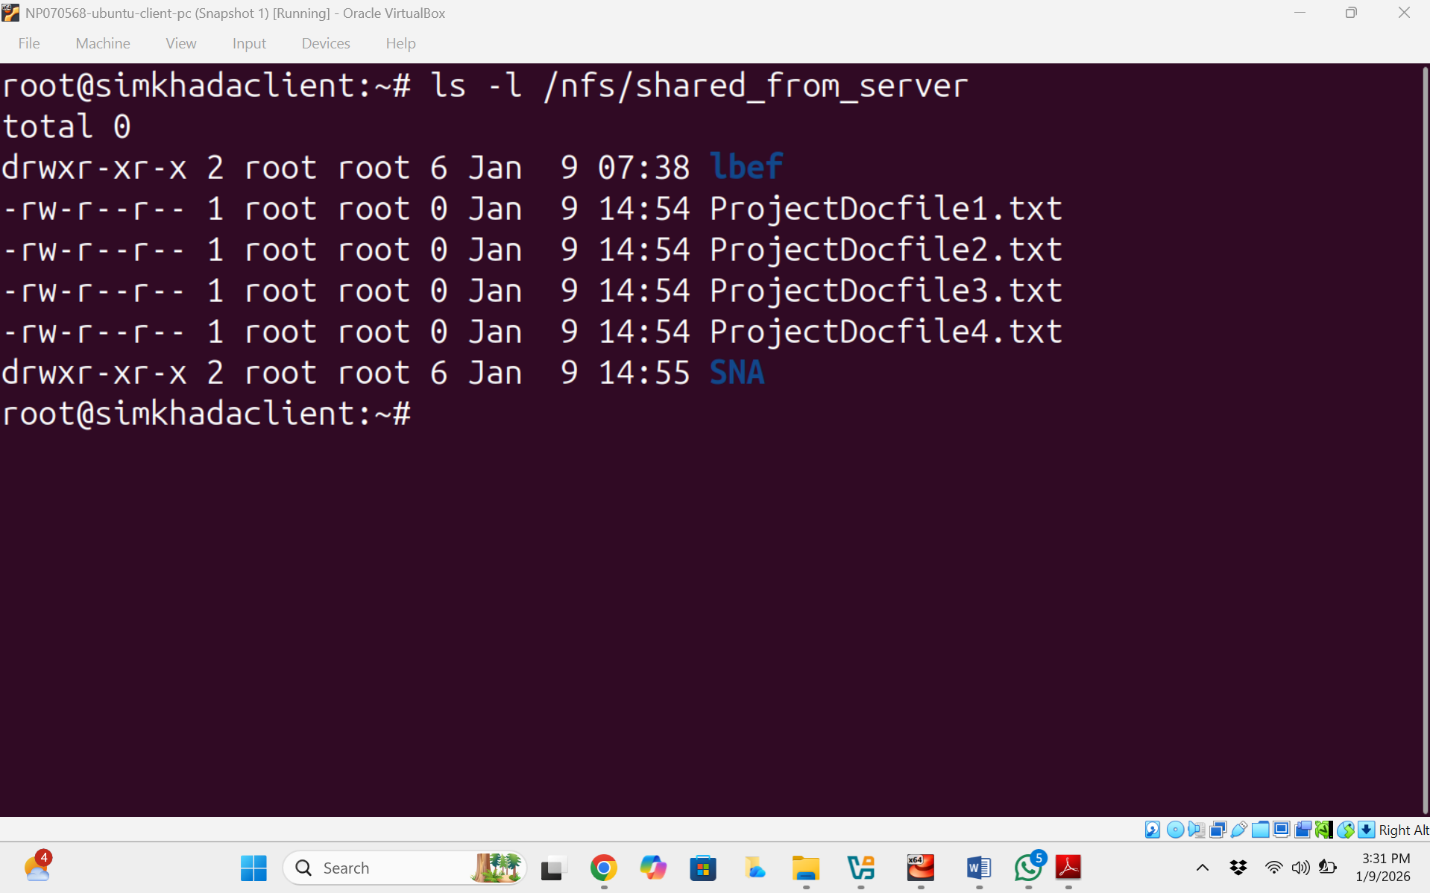 NP070568-ubuntu-client-pc (Snapshot 1) [Running] - Oracle VirtualBox
File Machine View Input Devices Help
root@simkhadaclient:~# ls -l /nfs/shared_from_server
total 0
drwxr-xr-x 2 root root 6 Jan  9 07:38 lbef
-rw-r--r-- 1 root root 0 Jan  9 14:54 ProjectDocfile1.txt
-rw-r--r-- 1 root root 0 Jan  9 14:54 ProjectDocfile2.txt
-rw-r--r-- 1 root root 0 Jan  9 14:54 ProjectDocfile3.txt
-rw-r--r-- 1 root root 0 Jan  9 14:54 ProjectDocfile4.txt
drwxr-xr-x 2 root root 6 Jan  9 14:55 SNA
root@simkhadaclient:~#
Right Alt
4
Search
x64
5
3:31 PM
1/9/2026